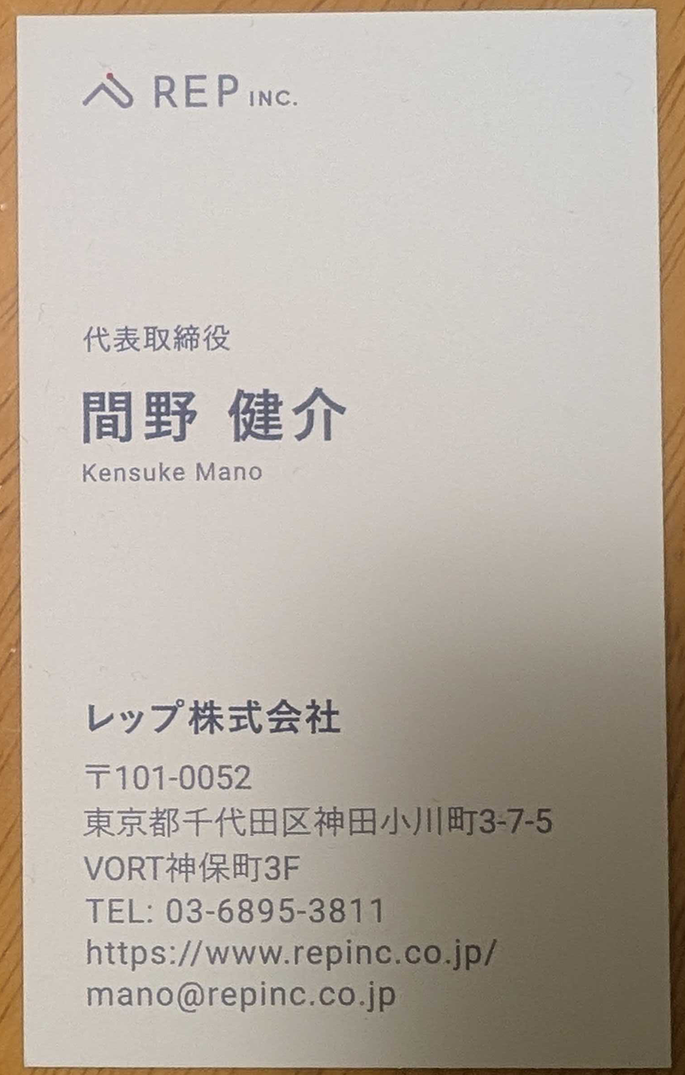 REP INC.
代表取締役
間野 健介
Kensuke Mano
レップ株式会社
〒101-0052
東京都千代田区神田小川町3-7-5
VORT神保町3F
TEL: 03-6895-3811
https://www.repinc.co.jp/
mano@repinc.co.jp